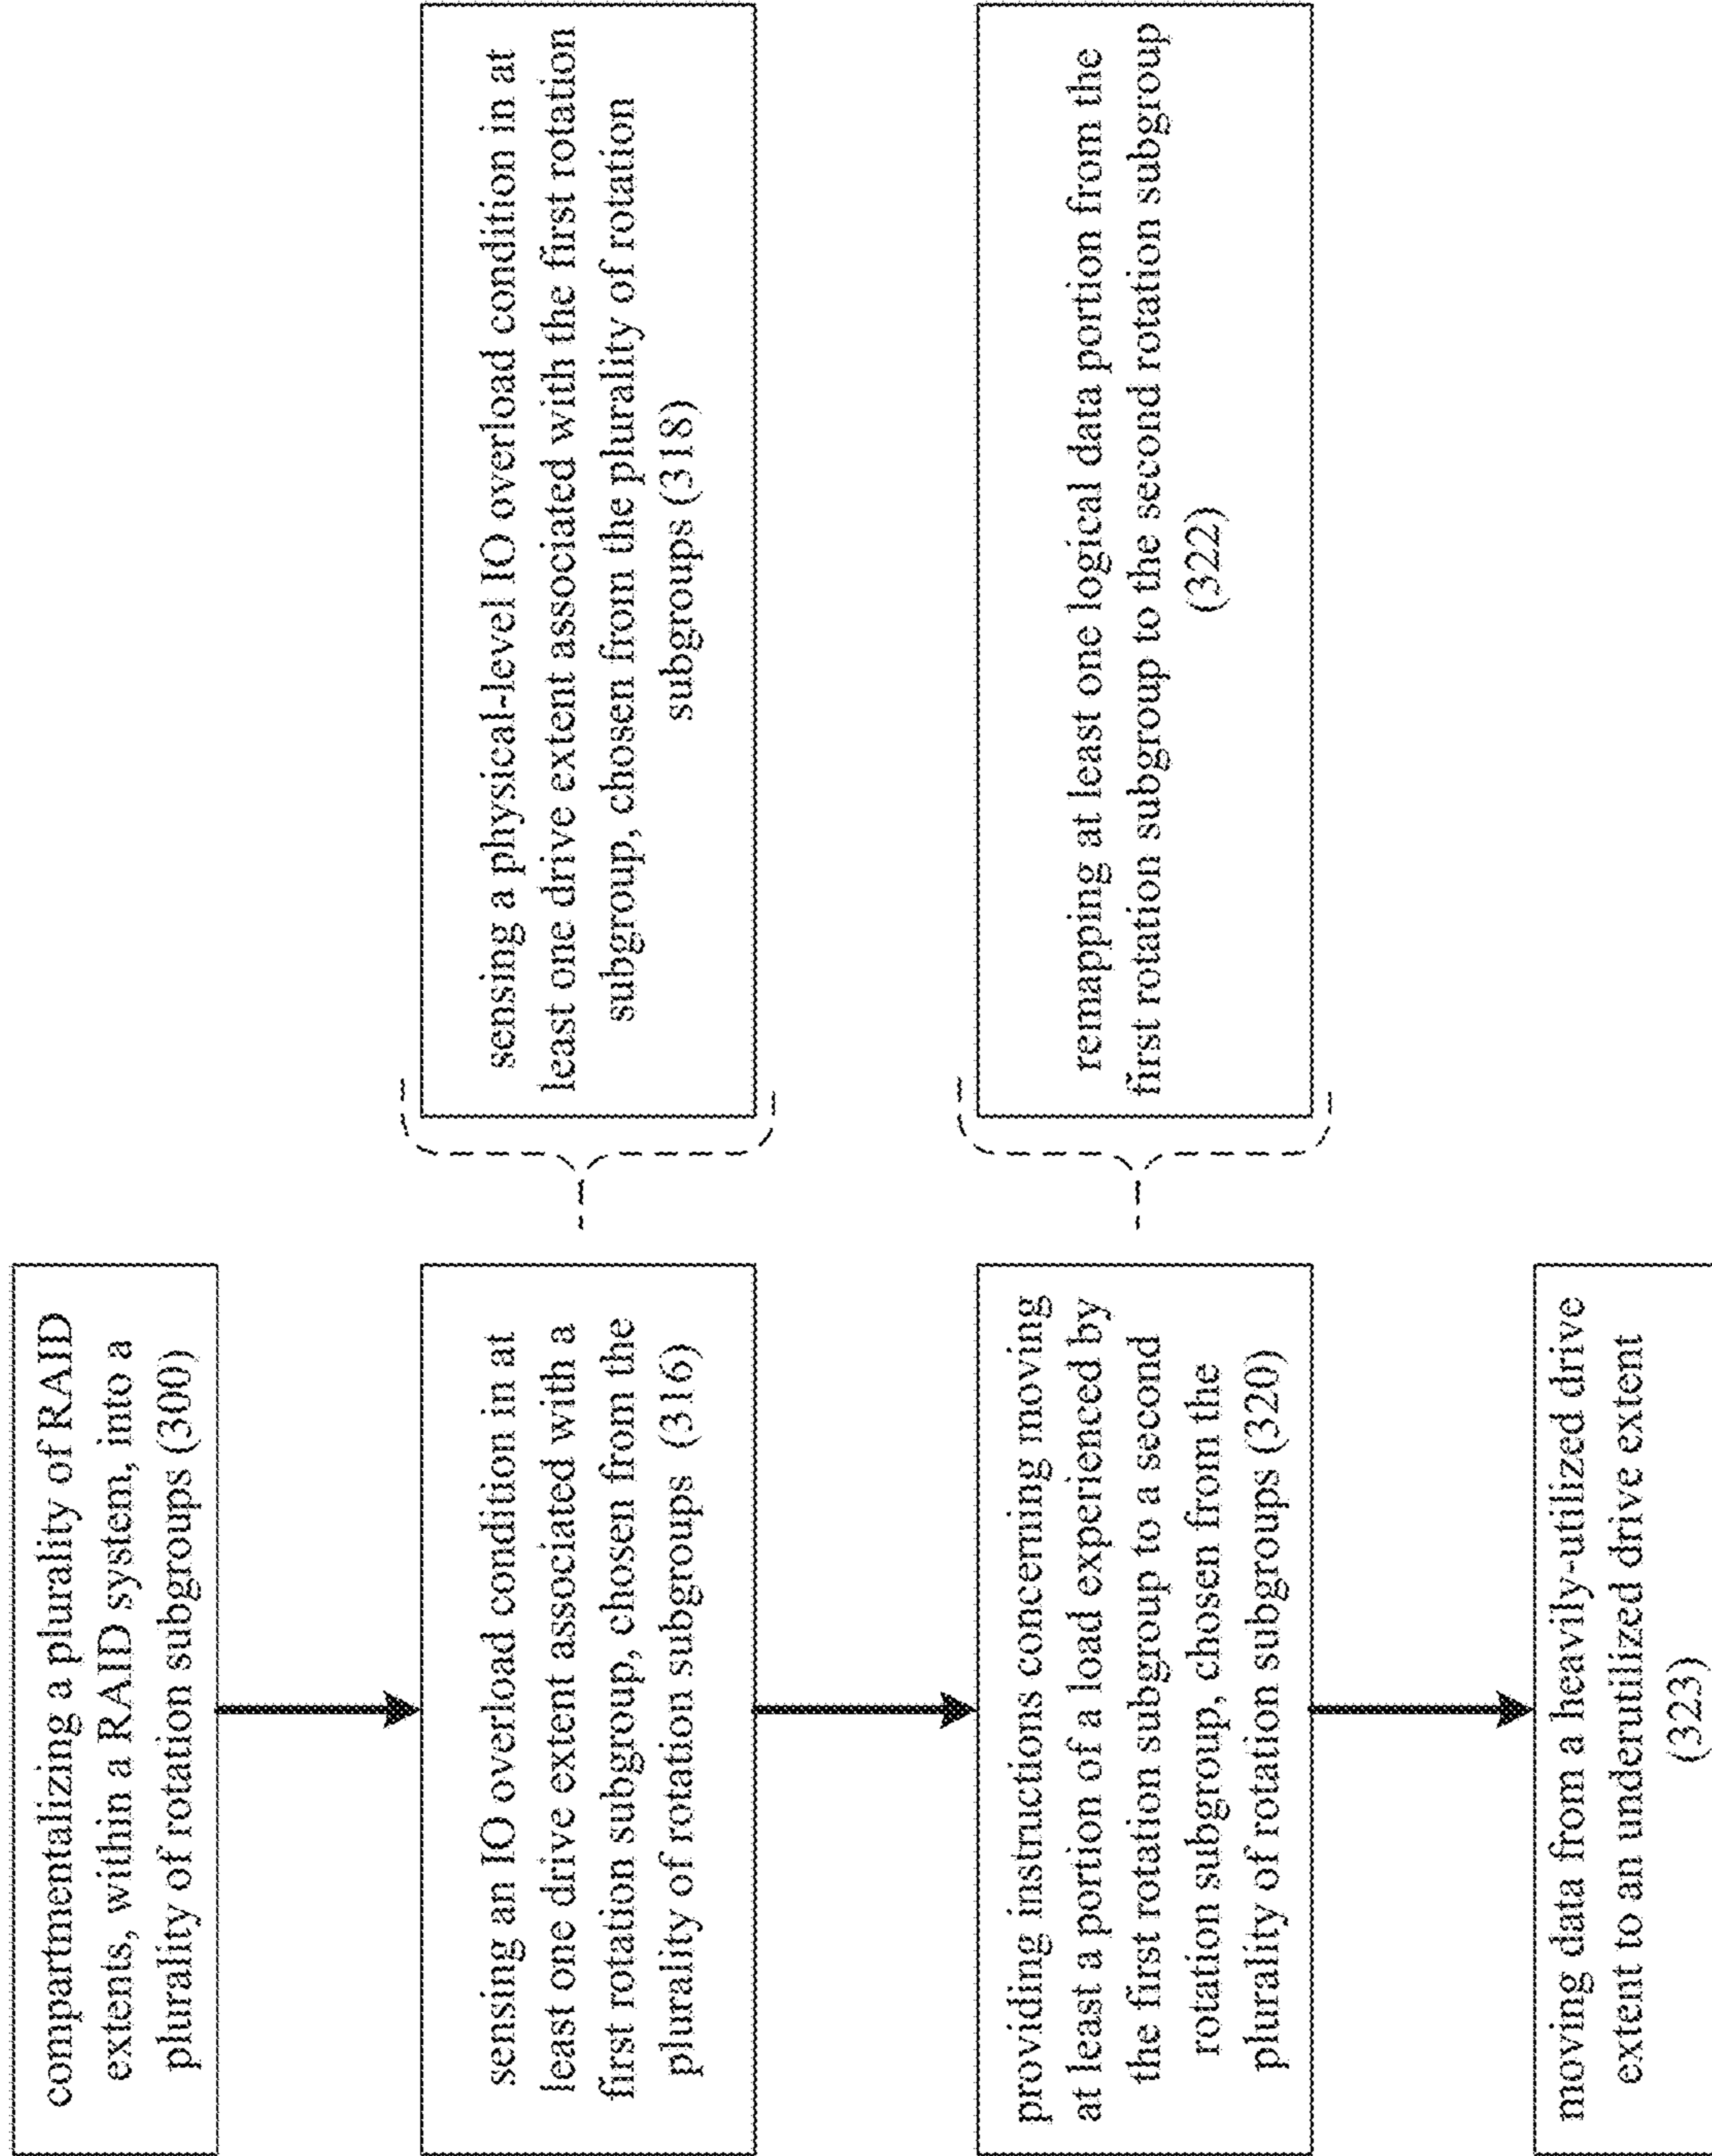 compartmentalizing a plurality of RAID
extents, within a RAID system, into a
plurality of rotation subgroups (300)
sensing an IO overload condition in at
least one drive extent associated with a
first rotation subgroup, chosen from the
plurality of rotation subgroups (316)
sensing a physical-level IO overload condition in at
least one drive extent associated with the first rotation
subgroup, chosen from the plurality of rotation
subgroups (318)
providing instructions concerning moving
at least a portion of a load experienced by
the first rotation subgroup to a second
rotation subgroup, chosen from the
plurality of rotation subgroups (320)
remapping at least one logical data portion from the
first rotation subgroup to the second rotation subgroup
(322)
moving data from a heavily-utilized drive
extent to an underutilized drive extent
(323)